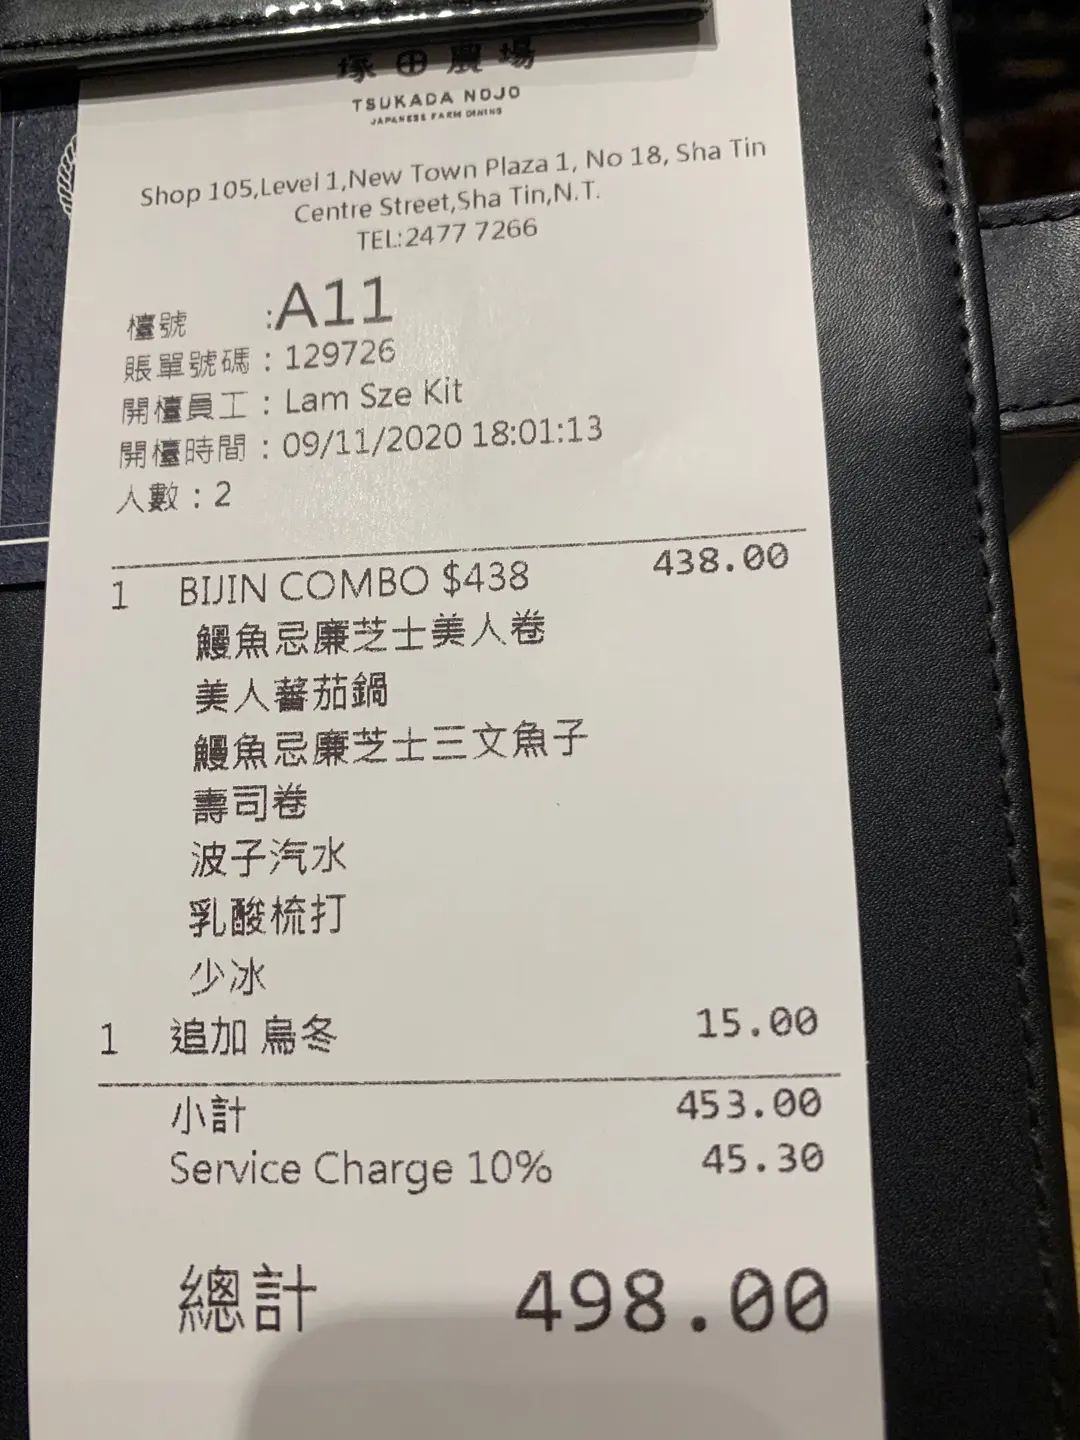 塚田農場
TSUKADA NOJO
JAPANESE FARM DINING
Shop 105,Level 1,New Town Plaza 1, No 18, Sha Tin
Centre Street,Sha Tin,N.T.
TEL:2477 7266
檯號 :A11
賬單號碼 : 129726
開檯員工 : Lam Sze Kit
開檯時間 : 09/11/2020 18:01:13
人數 : 2
1 BIJIN COMBO $438 438.00
鰻魚忌廉芝士美人卷
美人蕃茄鍋
鰻魚忌廉芝士三文魚子
壽司卷
波子汽水
乳酸梳打
少冰
1 追加 烏冬 15.00
小計 453.00
Service Charge 10% 45.30
總計 498.00